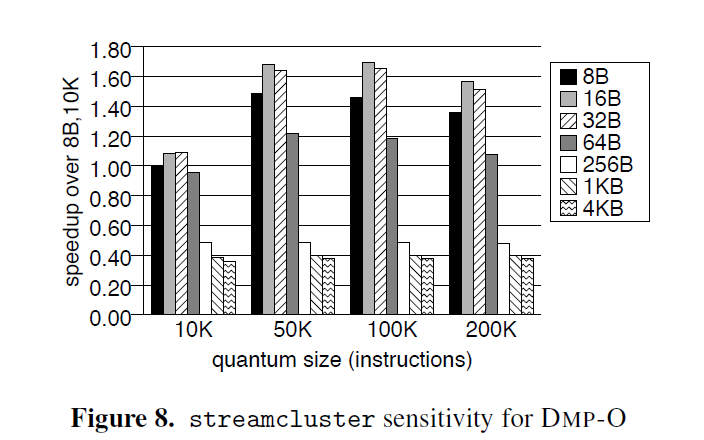 1.80
1.60
1.40
1.20
1.00
0.80
0.60
0.40
0.20
0.00
speedup over 8B,10K
10K 50K 100K 200K
quantum size (instructions)
8B
16B
32B
64B
256B
1KB
4KB
Figure 8. streamcluster sensitivity for DMP-O